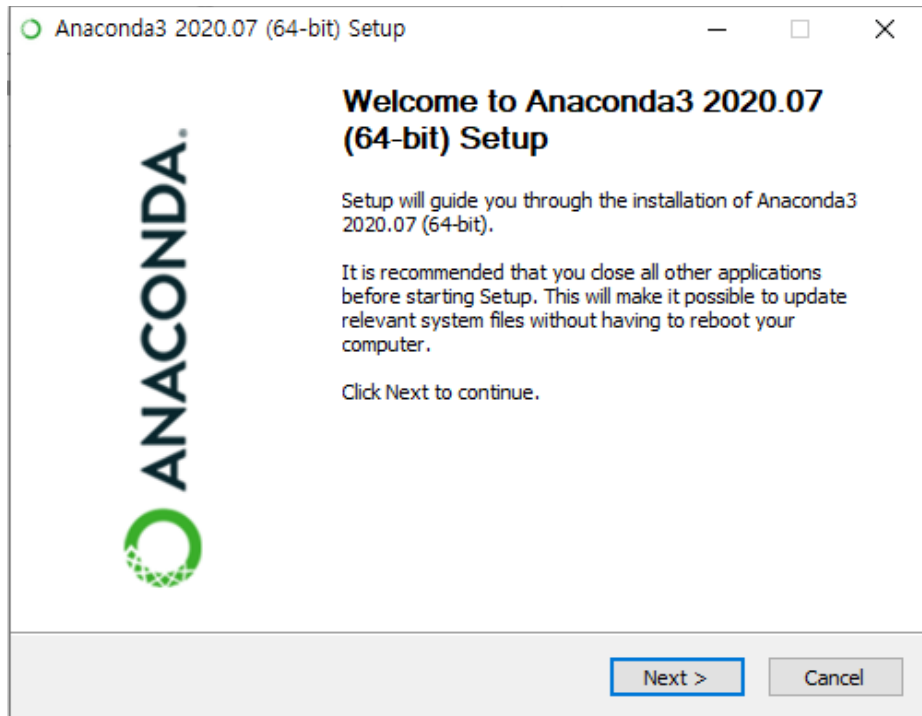 Anaconda3 2020.07 (64-bit) Setup
Welcome to Anaconda3 2020.07
(64-bit) Setup
Setup will guide you through the installation of Anaconda3
2020.07 (64-bit).
It is recommended that you close all other applications
before starting Setup. This will make it possible to update
relevant system files without having to reboot your
computer.
Click Next to continue.
ANACONDA.
Next >
Cancel